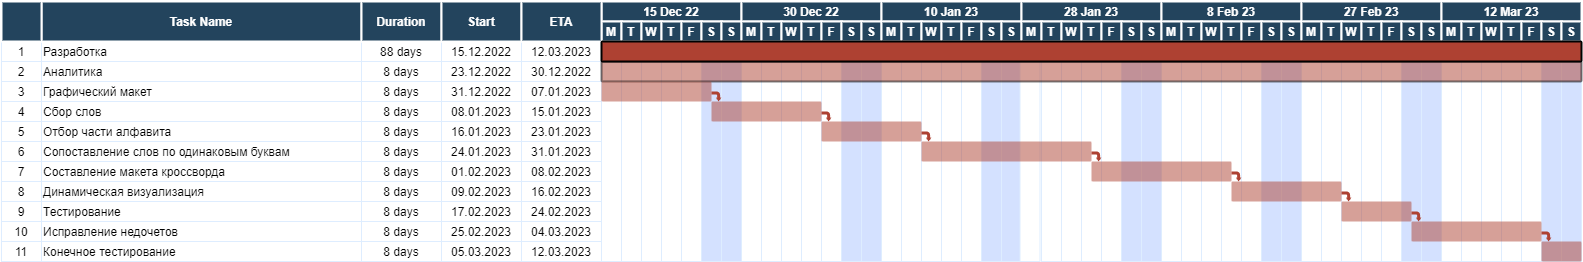 Task Name Duration Start ETA 15 Dec 22 30 Dec 22 10 Jan 23 28 Jan 23 8 Feb 23 27 Feb 23 12 Mar 23
M T W T F S S M T W T F S S M T W T F S S M T W T F S S M T W T F S S M T W T F S S M T W T F S S
1 Разработка 88 days 15.12.2022 12.03.2023
2 Аналитика 8 days 23.12.2022 30.12.2022
3 Графический макет 8 days 31.12.2022 07.01.2023
4 Сбор слов 8 days 08.01.2023 15.01.2023
5 Отбор части алфавита 8 days 16.01.2023 23.01.2023
6 Сопоставление слов по одинаковым буквам 8 days 24.01.2023 31.01.2023
7 Составление макета кроссворда 8 days 01.02.2023 08.02.2023
8 Динамическая визуализация 8 days 09.02.2023 16.02.2023
9 Тестирование 8 days 17.02.2023 24.02.2023
10 Исправление недочетов 8 days 25.02.2023 04.03.2023
11 Конечное тестирование 8 days 05.03.2023 12.03.2023